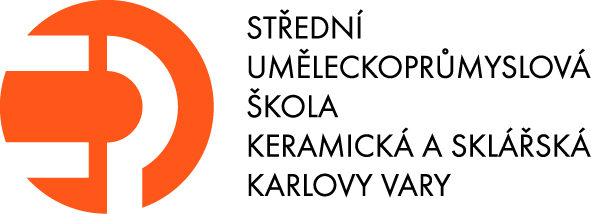 STŘEDNÍ
UMĚLECKOPRŮMYSLOVÁ
ŠKOLA
KERAMICKÁ A SKLÁŘSKÁ
KARLOVY VARY